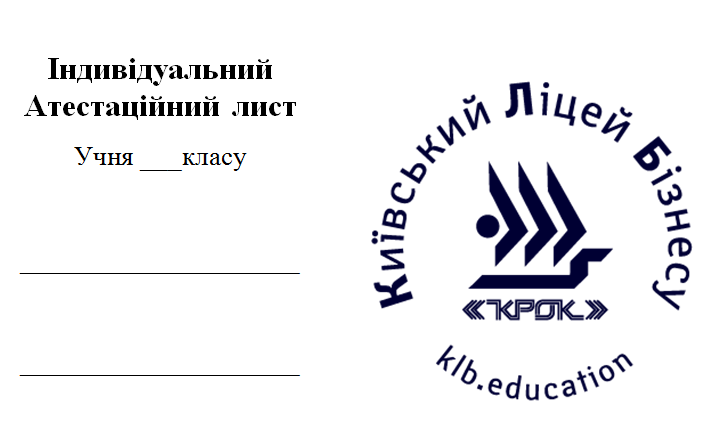 Індивідуальний
Атестаційний лист
Учня ___класу
Київський Ліцей Бізнесу
«КРОК»
klb.education